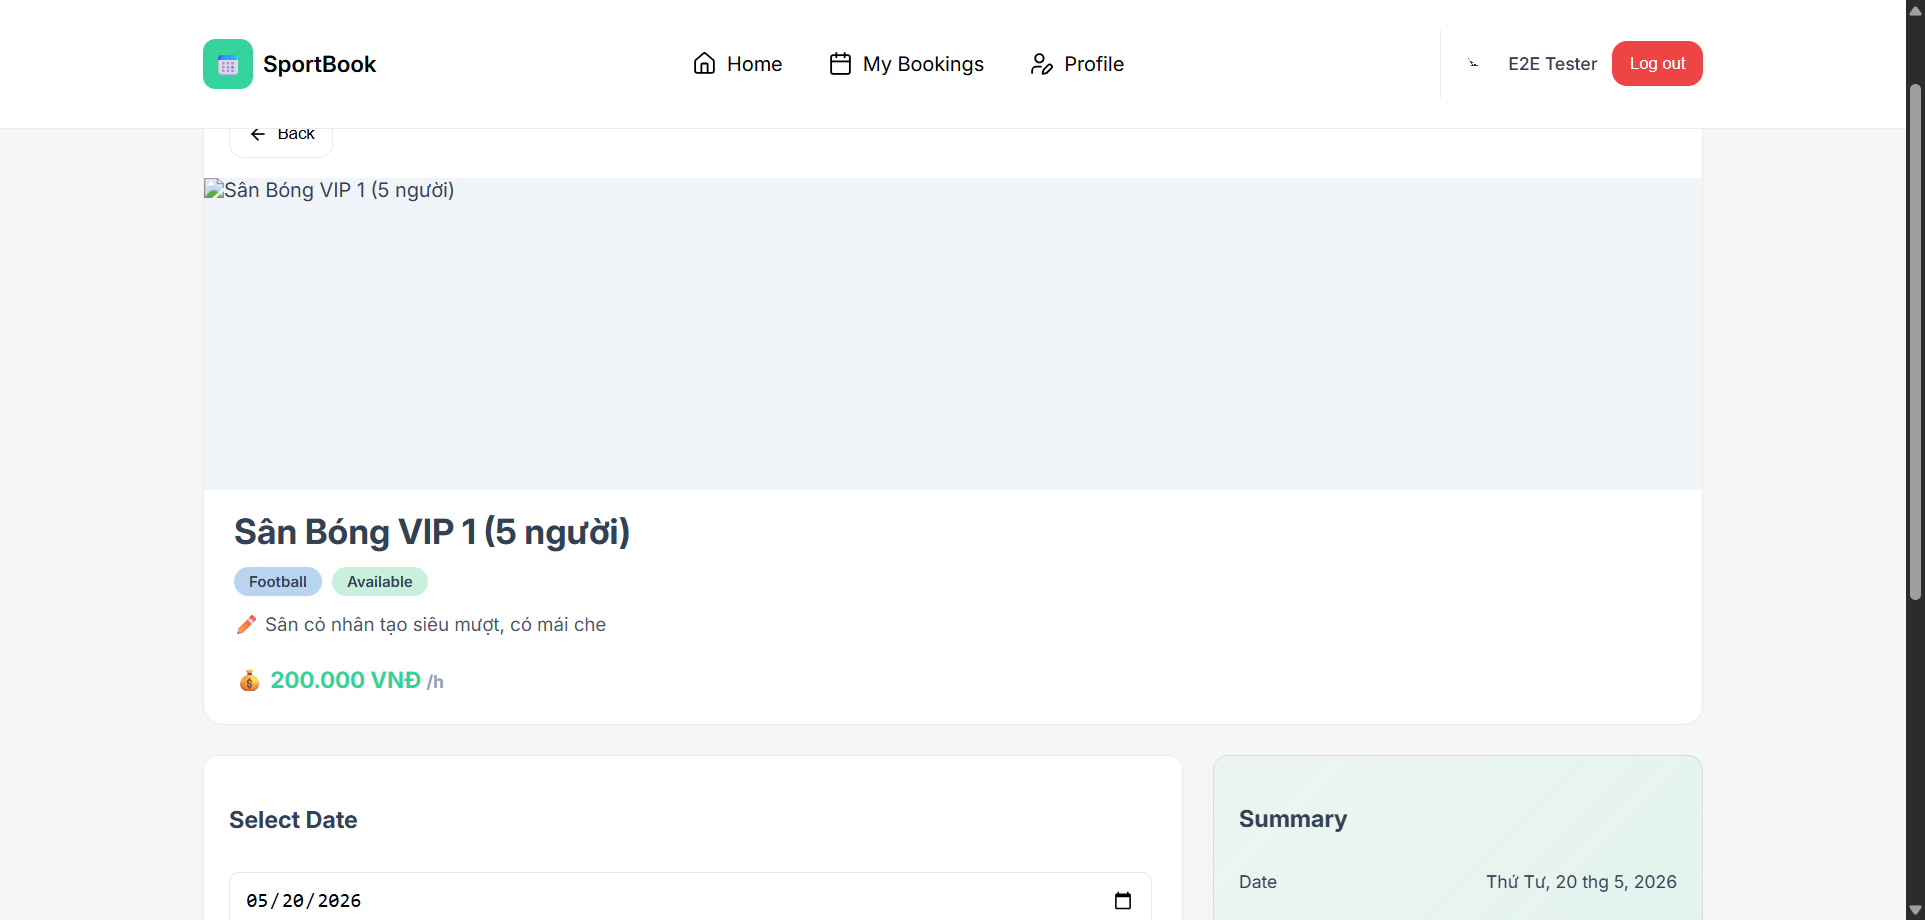 SportBook
Home
My Bookings
Profile
E2E Tester
Log out
Back
Sân Bóng VIP 1 (5 người)
Sân Bóng VIP 1 (5 người)
Football
Available
Sân cỏ nhân tạo siêu mượt, có mái che
200.000 VNĐ /h
Select Date
05/20/2026
Summary
Date
Thứ Tư, 20 thg 5, 2026